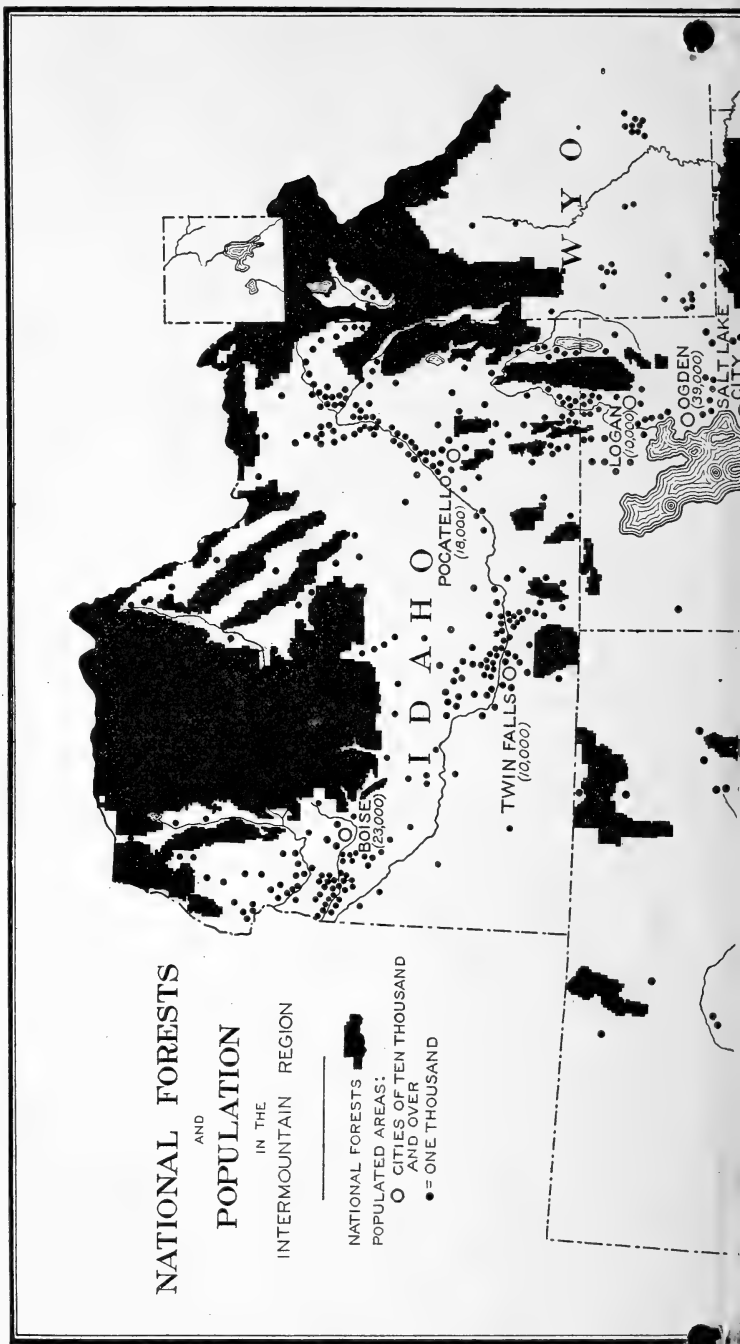 NATIONAL FORESTS
AND
POPULATION
IN THE
INTERMOUNTAIN REGION
NATIONAL FORESTS
POPULATED AREAS:
CITIES OF TEN THOUSAND
AND OVER
= ONE THOUSAND
BOISE
(23,000)
IDAHO
TWIN FALLS
(10,000)
POCATELLO
(18,000)
WYO.
LOGAN
(10,000)
OGDEN
(39,000)
SALT LAKE
CITY